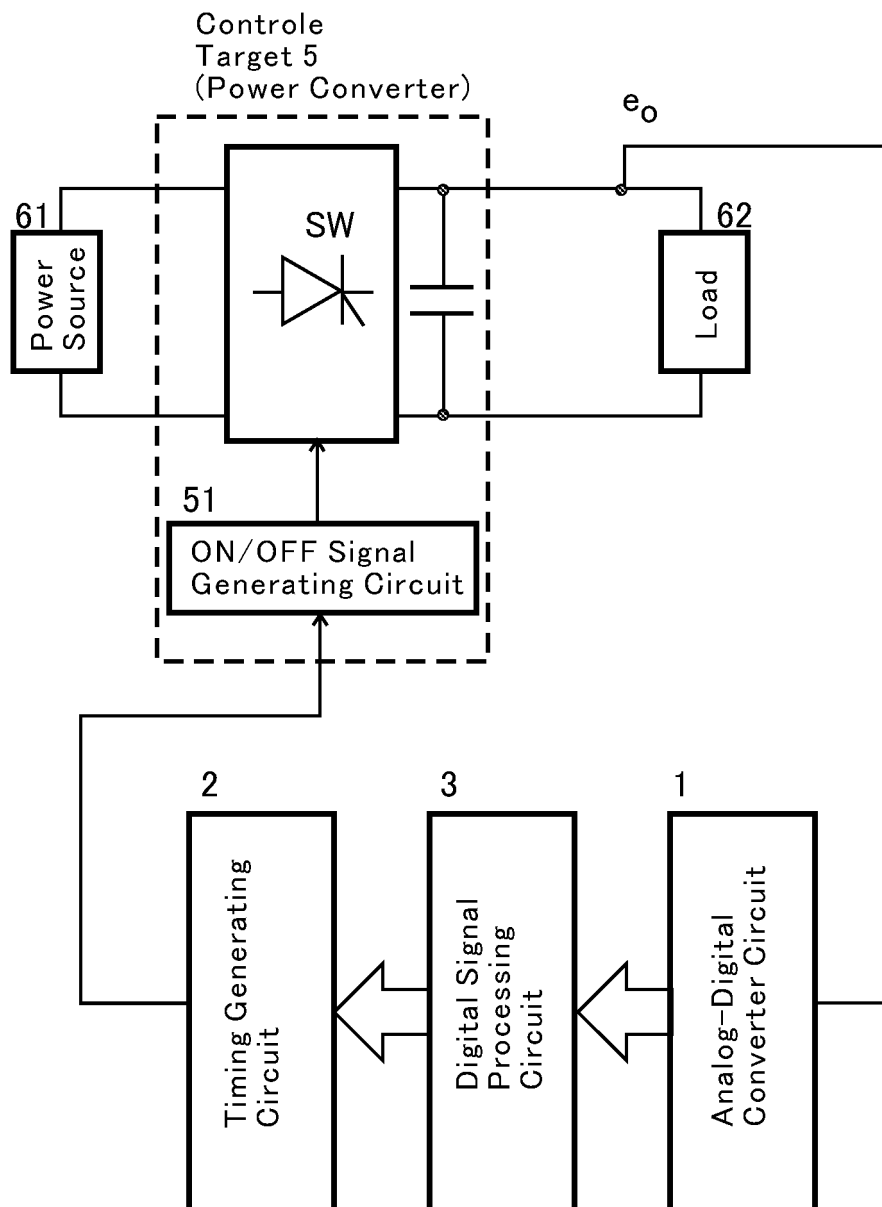 Controle
Target 5
(Power Converter)
eo
61
Power
Source
SW
62
Load
51
ON/OFF Signal
Generating Circuit
2
Timing Generating
Circuit
3
Digital Signal
Processing
Circuit
1
Analog-Digital
Converter Circuit